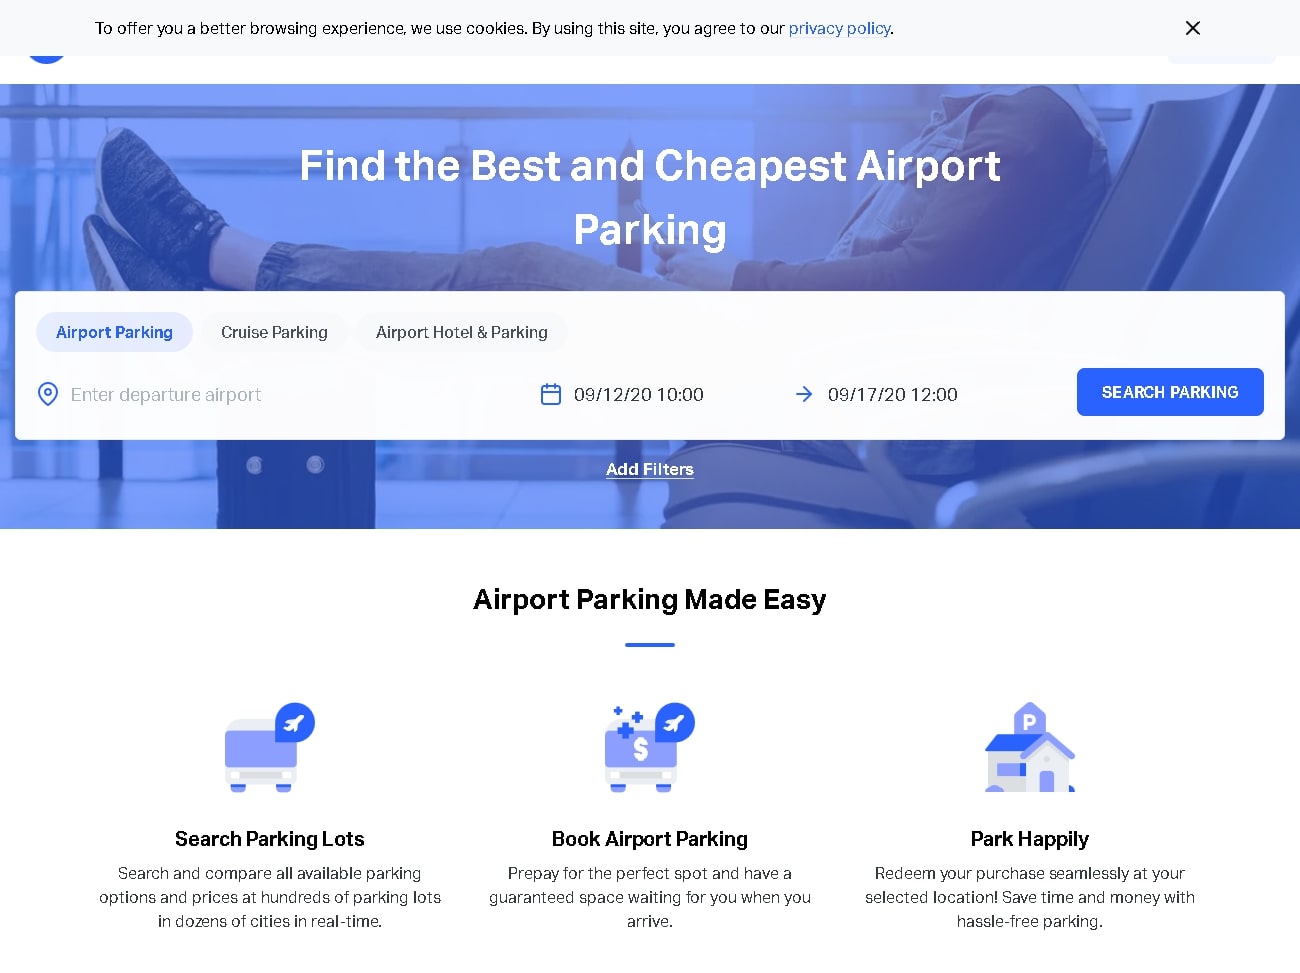 To offer you a better browsing experience, we use cookies. By using this site, you agree to our privacy policy.
Find the Best and Cheapest Airport
Parking
Airport Parking
Cruise Parking
Airport Hotel & Parking
Enter departure airport
09/12/20 10:00
09/17/20 12:00
SEARCH PARKING
Add Filters
Airport Parking Made Easy
P
$
Search Parking Lots
Search and compare all available parking
options and prices at hundreds of parking lots
in dozens of cities in real-time.
Book Airport Parking
Prepay for the perfect spot and have a
guaranteed space waiting for you when you
arrive.
Park Happily
Redeem your purchase seamlessly at your
selected location! Save time and money with
hassle-free parking.